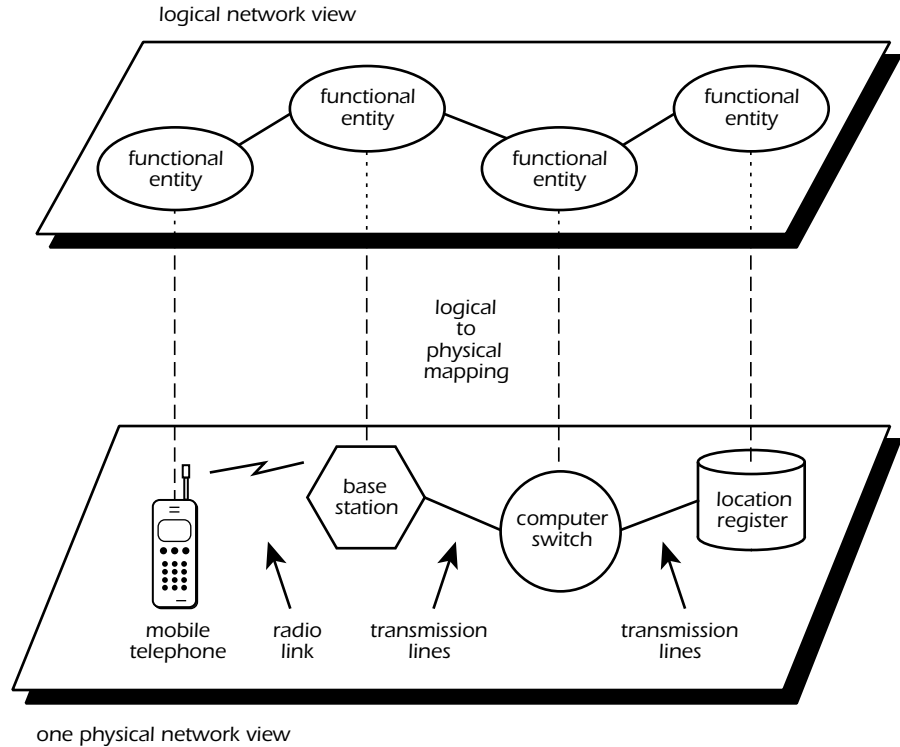 logical network view
functional
entity
functional
entity
functional
entity
functional
entity
logical
to
physical
mapping
base
station
computer
switch
location
register
mobile
telephone
radio
link
transmission
lines
transmission
lines
one physical network view